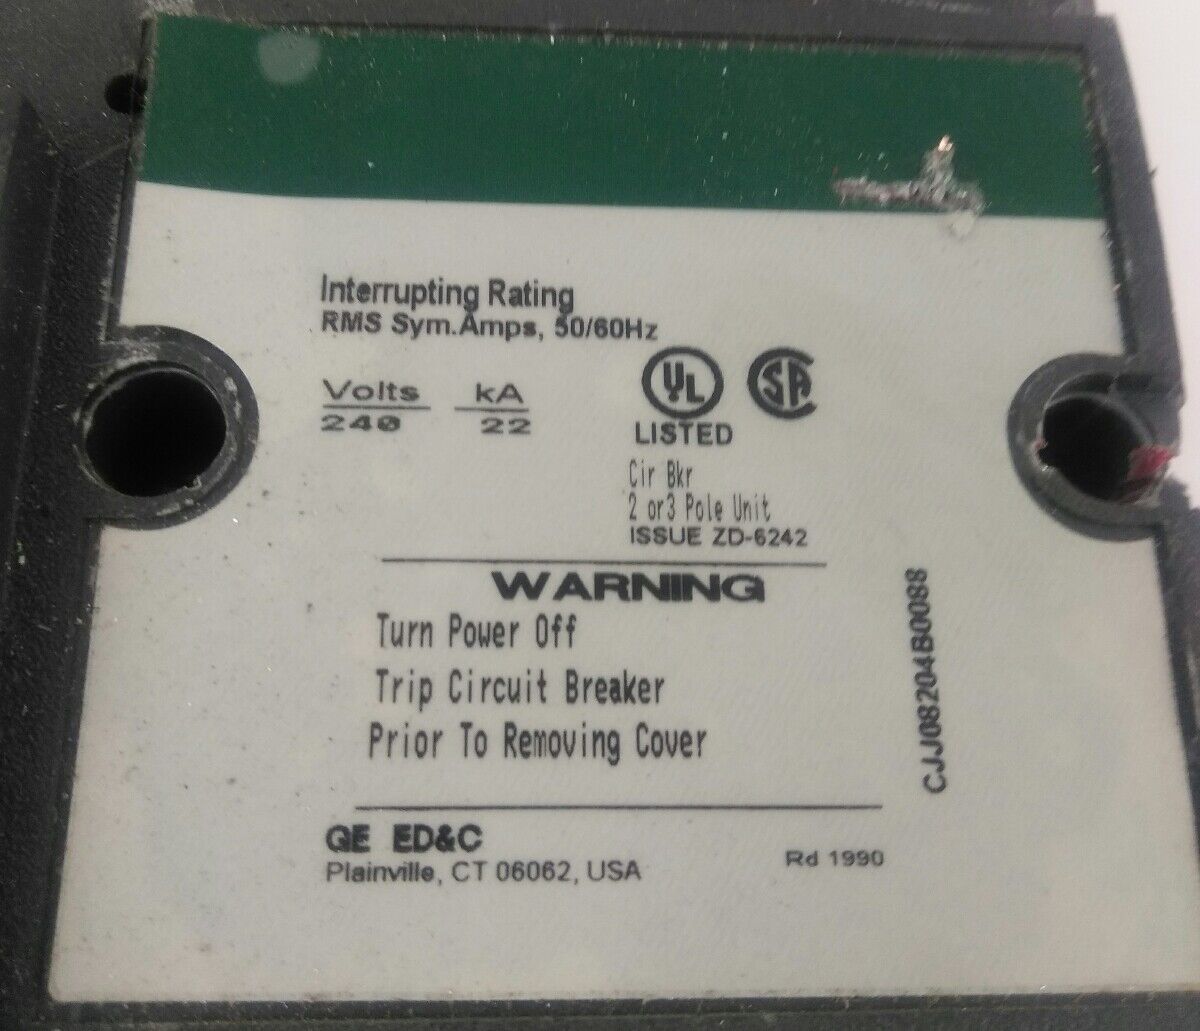 Interrupting Rating
RMS Sym.Amps, 50/60Hz
Volts kA
240 22
UL SA
LISTED
Cir Bkr
2 or3 Pole Unit
ISSUE ZD-6242
WARNING
Turn Power Off
Trip Circuit Breaker
Prior To Removing Cover
CJJ08204B0088
GE ED&C
Plainville, CT 06062, USA
Rd 1990